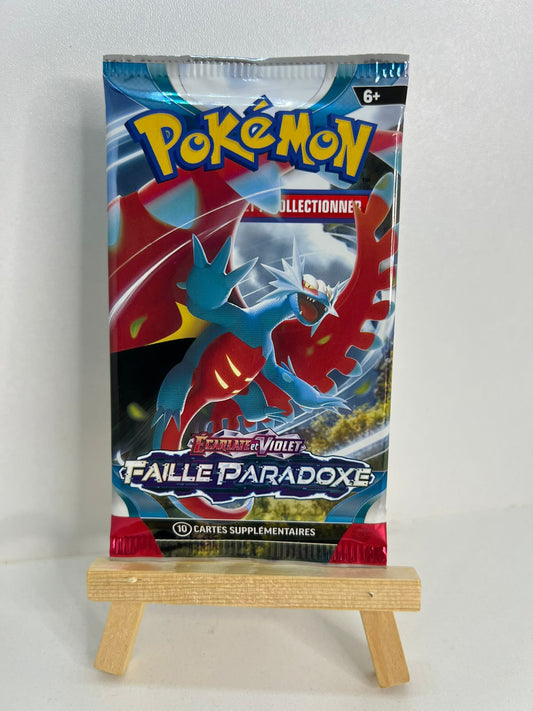 6+
POKéMON
COLLECTIONNER
ÉCARLATE et VIOLET
FAILLE PARADOXE
10 CARTES SUPPLÉMENTAIRES